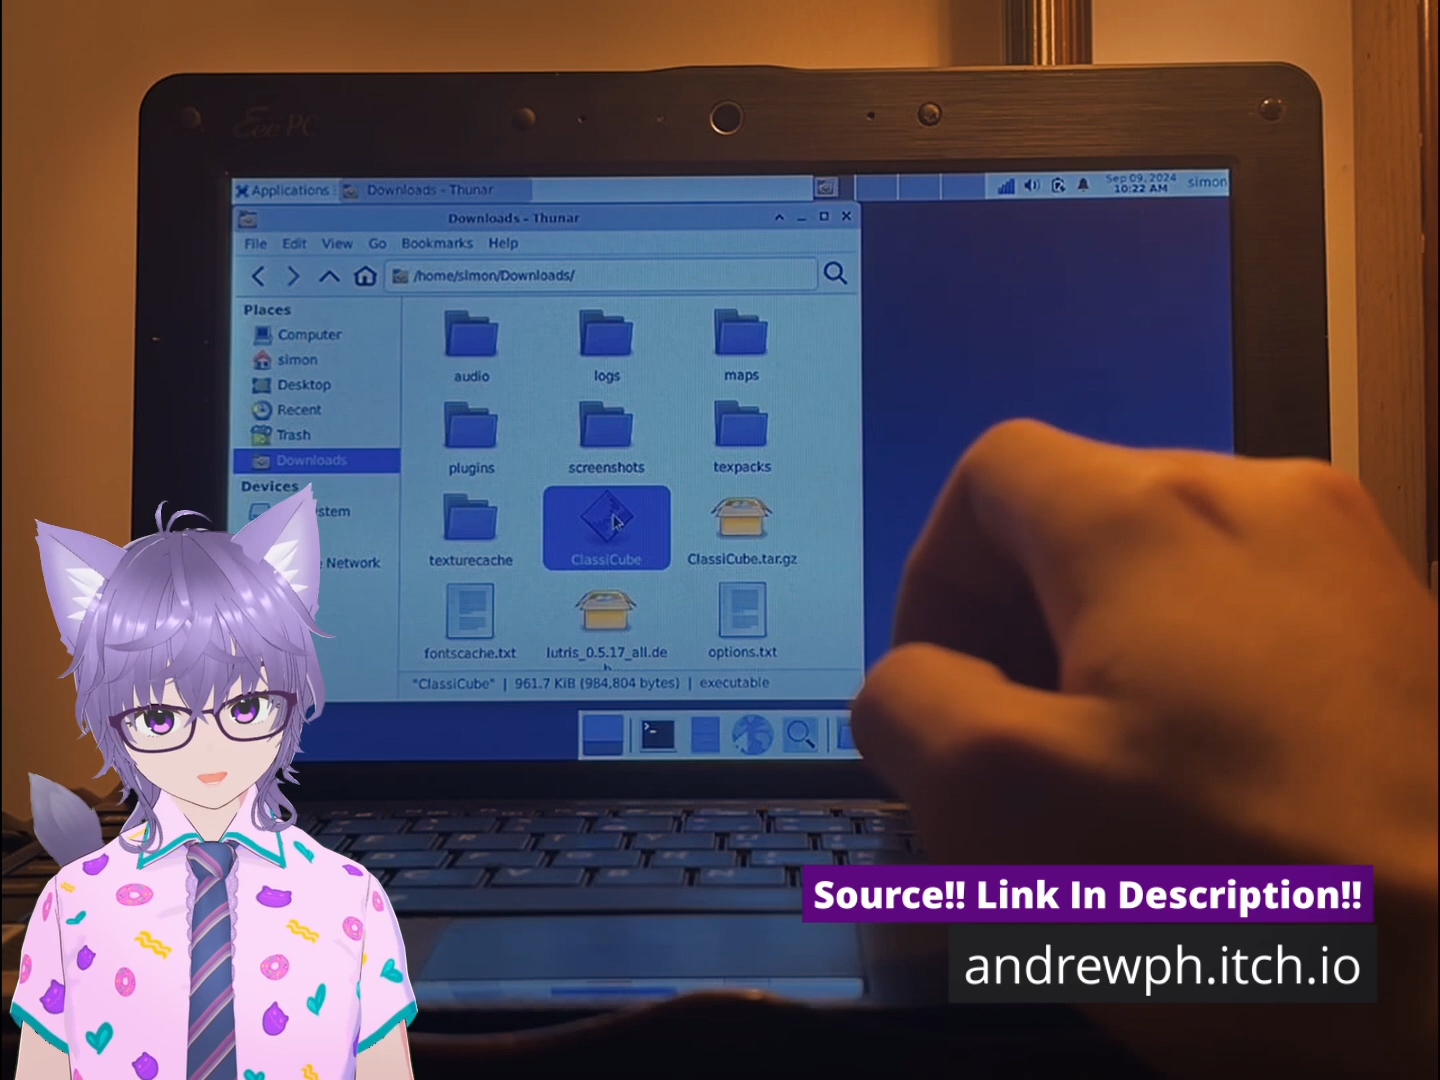 Eee PC
Applications
Downloads - Thunar
Sep 09, 2024
10:22 AM
simon
Downloads - Thunar
File Edit View Go Bookmarks Help
/home/simon/Downloads/
Places
Computer
simon
Desktop
Recent
Trash
Downloads
Devices
stem
Network
audio
logs
maps
plugins
screenshots
texpacks
texturecache
ClassiCube
ClassiCube.tar.gz
fontscache.txt
lutris_0.5.17_all.de
b
options.txt
"ClassiCube" | 961.7 KiB (984,804 bytes) | executable
Source!! Link In Description!!
andrewph.itch.io